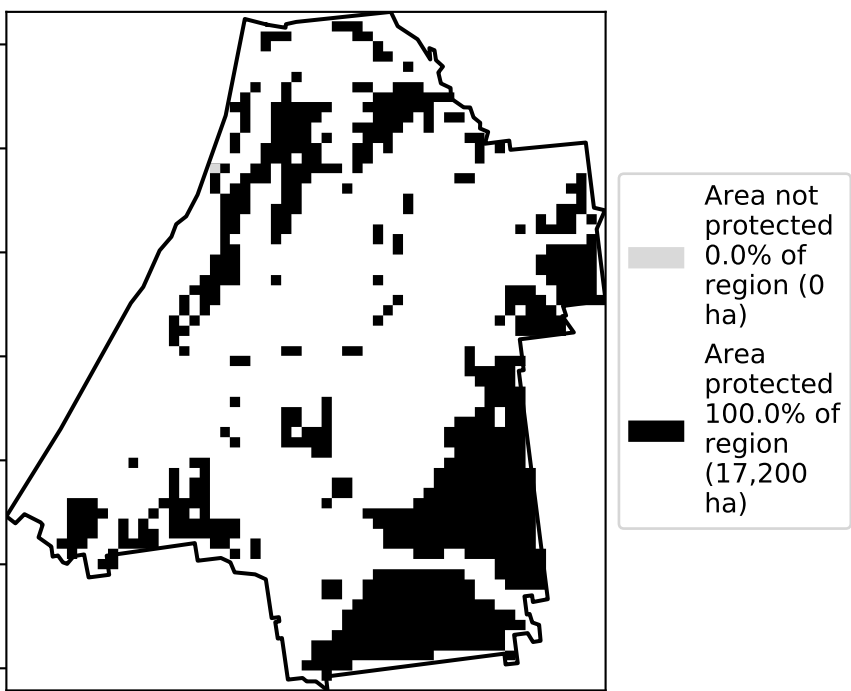 Area not
protected
0.0% of
region (0
ha)
Area
protected
100.0% of
region
(17,200
ha)